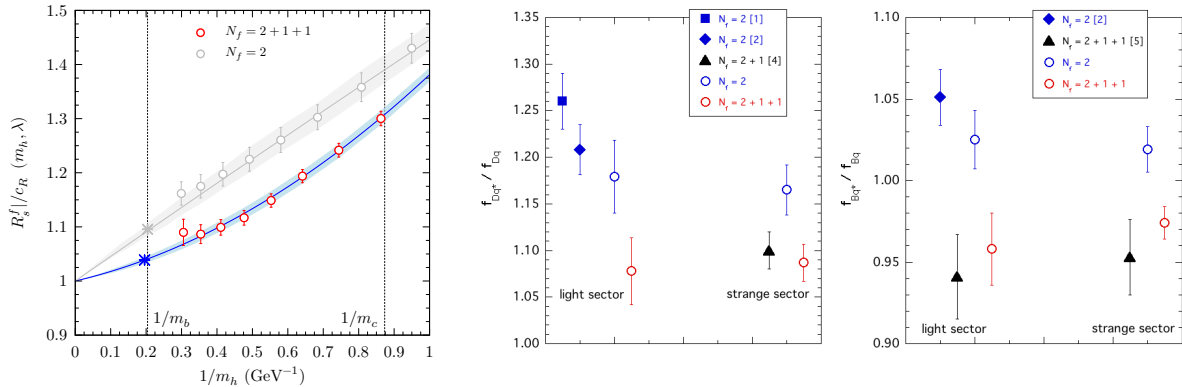 1.5
1.4
1.3
1.2
1.1
1
0.9
R_s^f||/c_R (m_h, λ)
N_f = 2 + 1 + 1
N_f = 2
1/m_b
1/m_c
0 0.1 0.2 0.3 0.4 0.5 0.6 0.7 0.8 0.9 1
1/m_h (GeV⁻¹)
1.35
1.30
1.25
1.20
1.15
1.10
1.05
1.00
f_Dq* / f_Dq
N_f = 2 [1]
N_f = 2 [2]
N_f = 2 + 1 [4]
N_f = 2
N_f = 2 + 1 + 1
light sector
strange sector
1.10
1.05
1.00
0.95
0.90
f_Bq* / f_Bq
N_f = 2 [2]
N_f = 2 + 1 + 1 [5]
N_f = 2
N_f = 2 + 1 + 1
light sector
strange sector